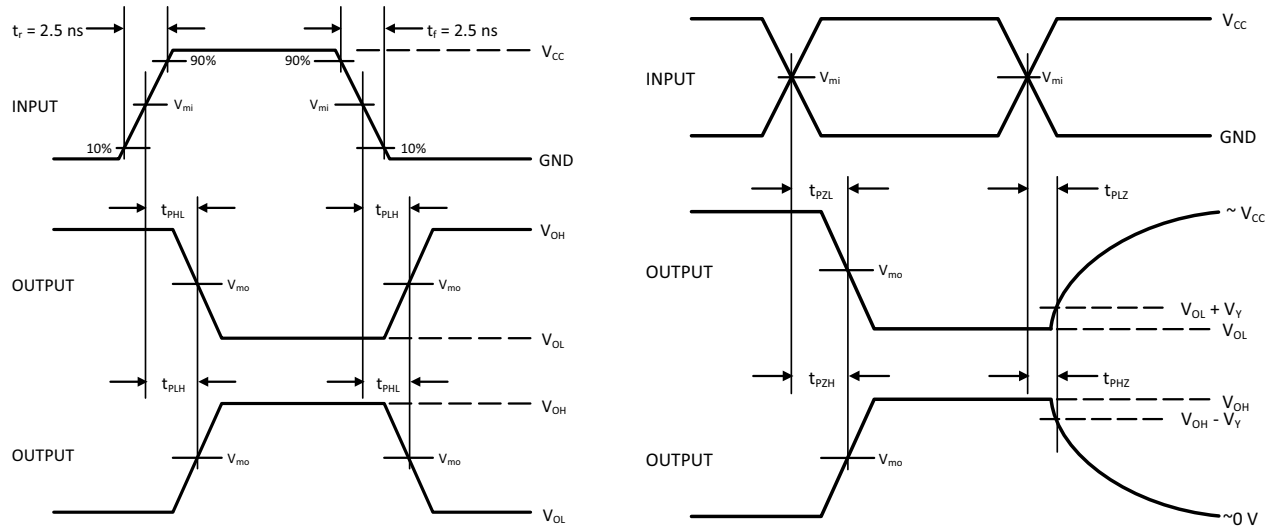 tr = 2.5 ns
tf = 2.5 ns
VCC
90%
90%
INPUT
Vmi
Vmi
10%
10%
GND
tPHL
tPLH
VOH
OUTPUT
Vmo
Vmo
VOL
tPLH
tPHL
VOH
OUTPUT
Vmo
Vmo
VOL
VCC
INPUT
Vmi
Vmi
GND
tPZL
tPLZ
~ VCC
OUTPUT
Vmo
VOL + VY
VOL
tPZH
tPHZ
VOH
VOH - VY
OUTPUT
Vmo
~0 V